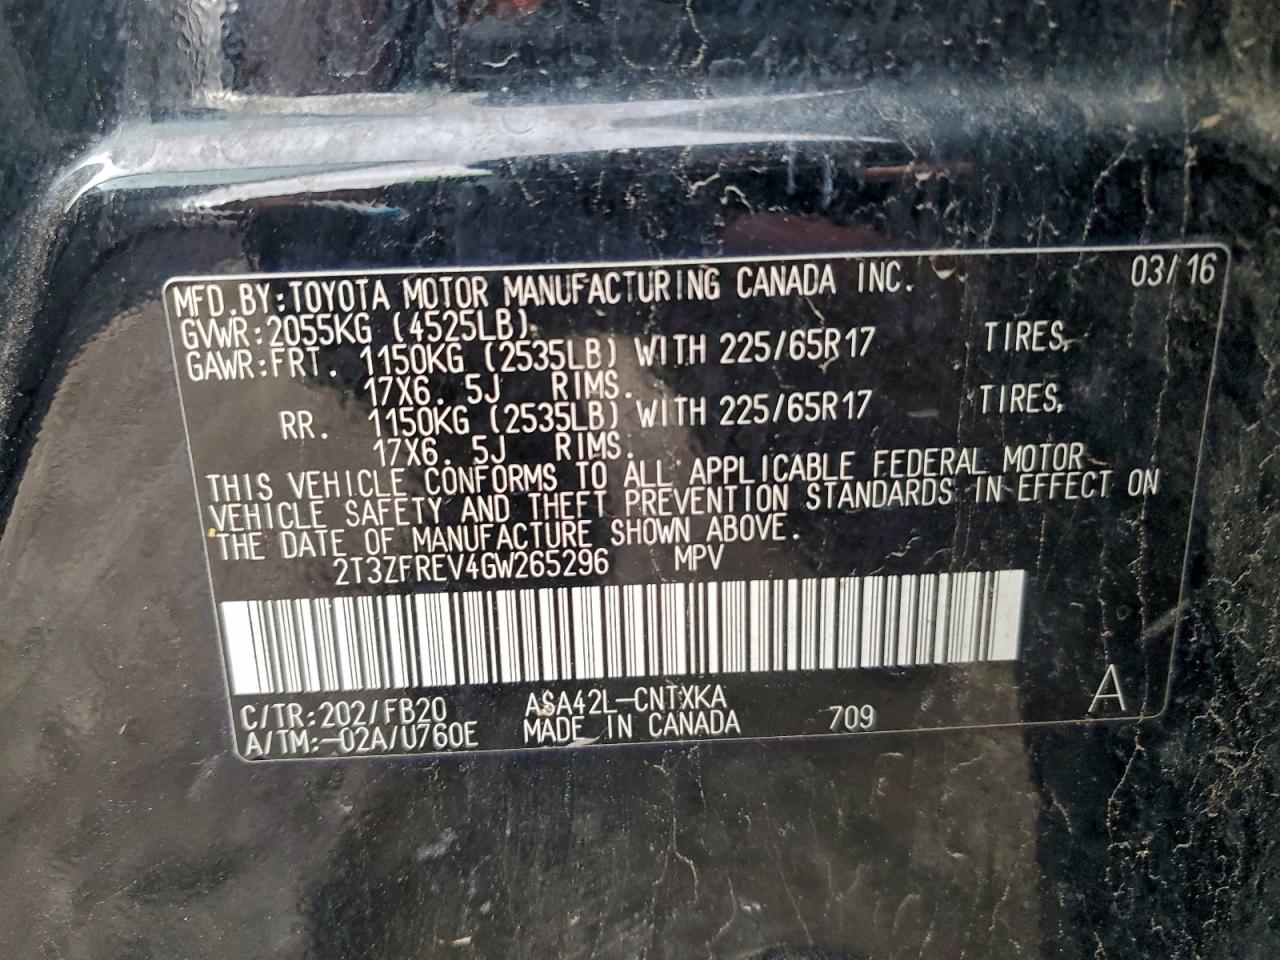 MFD.BY:TOYOTA MOTOR MANUFACTURING CANADA INC. 03/16
GVWR:2055KG (4525LB)
GAWR:FRT. 1150KG (2535LB) WITH 225/65R17 TIRES,
17X6.5J RIMS.
RR. 1150KG (2535LB) WITH 225/65R17 TIRES,
17X6.5J RIMS.
THIS VEHICLE CONFORMS TO ALL APPLICABLE FEDERAL MOTOR
VEHICLE SAFETY AND THEFT PREVENTION STANDARDS IN EFFECT ON
THE DATE OF MANUFACTURE SHOWN ABOVE.
2T3ZFREV4GW265296 MPV
C/TR:202/FB20 ASA42L-CNTXKA
A/TM:-02A/U760E MADE IN CANADA 709 A